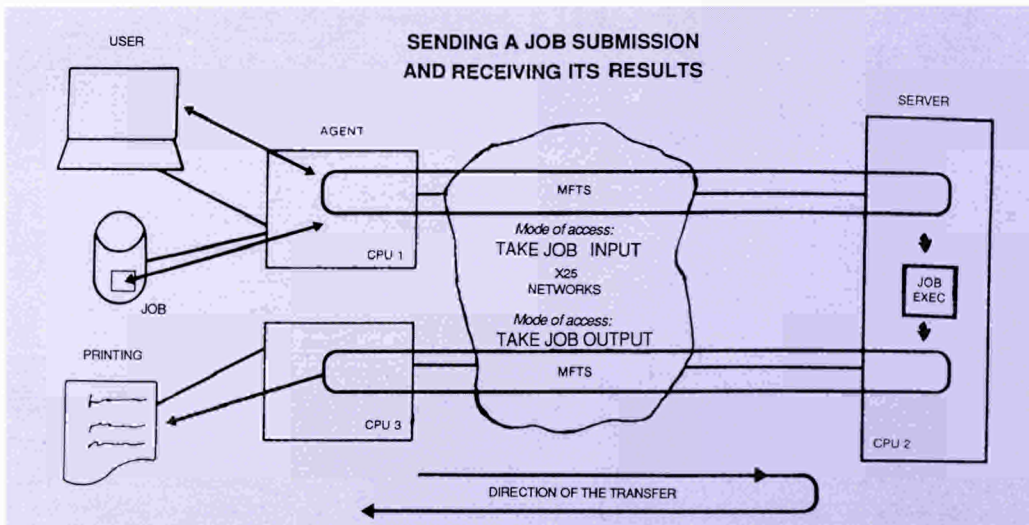 SENDING A JOB SUBMISSION
AND RECEIVING ITS RESULTS
USER
AGENT
SERVER
MFTS
CPU 1
Mode of access:
TAKE JOB INPUT
X25
NETWORKS
JOB
EXEC
JOB
Mode of access:
TAKE JOB OUTPUT
PRINTING
MFTS
CPU 3
CPU 2
DIRECTION OF THE TRANSFER